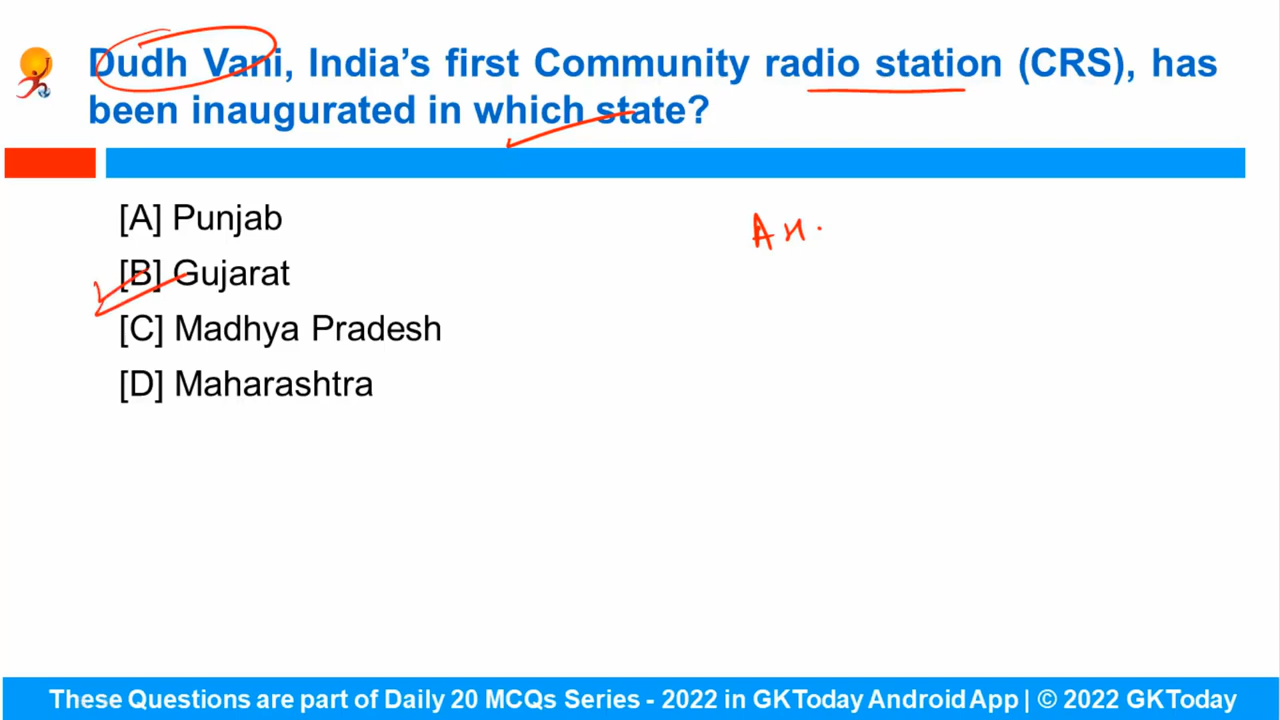 Dudh Vani, India’s first Community radio station (CRS), has
been inaugurated in which state?
[A] Punjab
[B] Gujarat
[C] Madhya Pradesh
[D] Maharashtra
These Questions are part of Daily 20 MCQs Series - 2022 in GKToday Android App | © 2022 GKToday